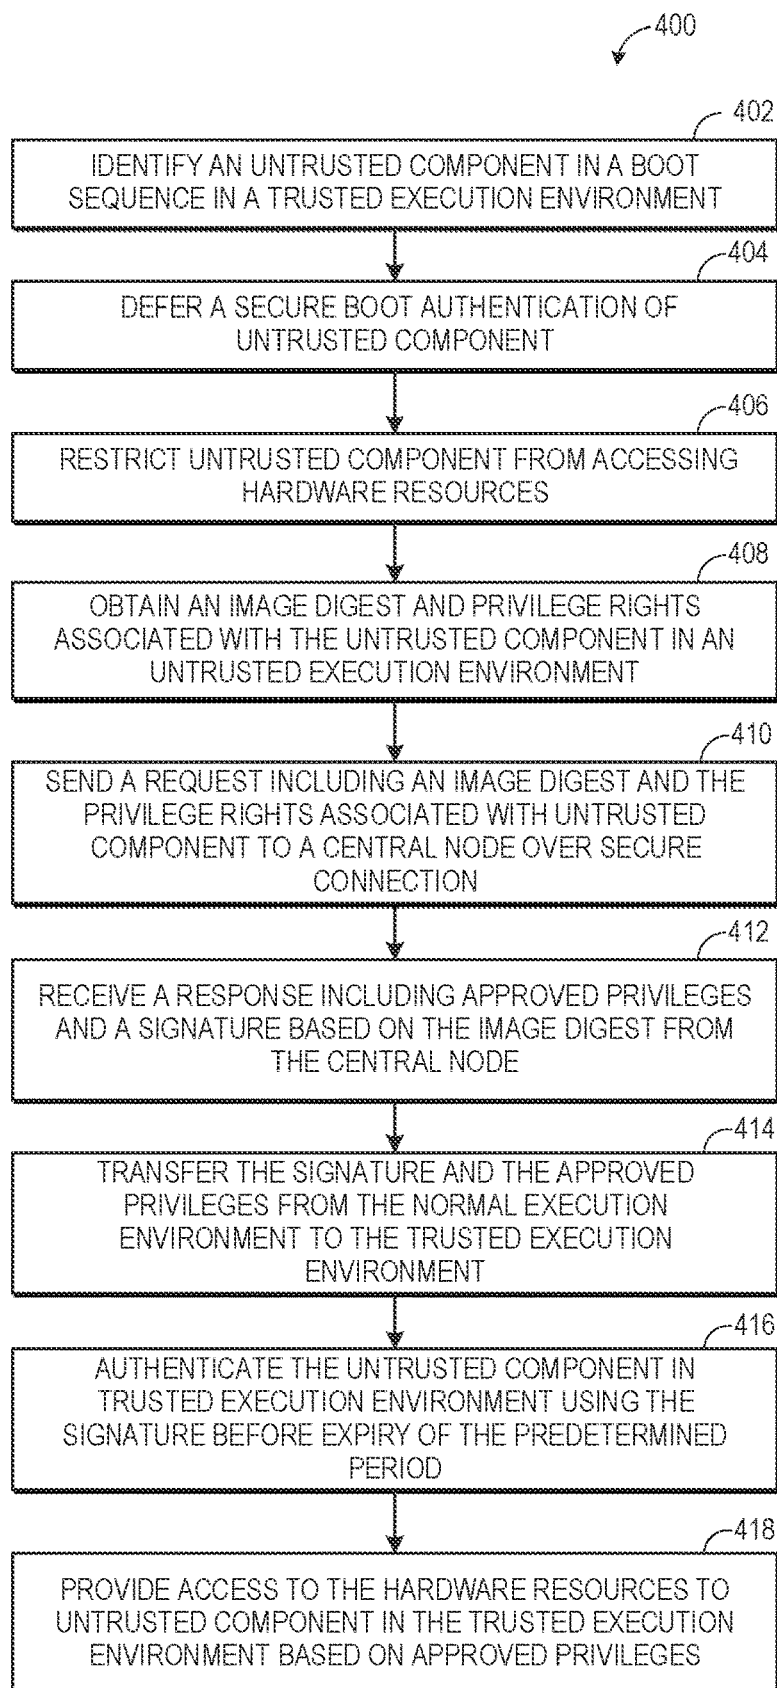 400
402
IDENTIFY AN UNTRUSTED COMPONENT IN A BOOT
SEQUENCE IN A TRUSTED EXECUTION ENVIRONMENT
404
DEFER A SECURE BOOT AUTHENTICATION OF
UNTRUSTED COMPONENT
406
RESTRICT UNTRUSTED COMPONENT FROM ACCESSING
HARDWARE RESOURCES
408
OBTAIN AN IMAGE DIGEST AND PRIVILEGE RIGHTS
ASSOCIATED WITH THE UNTRUSTED COMPONENT IN AN
UNTRUSTED EXECUTION ENVIRONMENT
410
SEND A REQUEST INCLUDING AN IMAGE DIGEST AND THE
PRIVILEGE RIGHTS ASSOCIATED WITH UNTRUSTED
COMPONENT TO A CENTRAL NODE OVER SECURE
CONNECTION
412
RECEIVE A RESPONSE INCLUDING APPROVED PRIVILEGES
AND A SIGNATURE BASED ON THE IMAGE DIGEST FROM
THE CENTRAL NODE
414
TRANSFER THE SIGNATURE AND THE APPROVED
PRIVILEGES FROM THE NORMAL EXECUTION
ENVIRONMENT TO THE TRUSTED EXECUTION
ENVIRONMENT
416
AUTHENTICATE THE UNTRUSTED COMPONENT IN
TRUSTED EXECUTION ENVIRONMENT USING THE
SIGNATURE BEFORE EXPIRY OF THE PREDETERMINED
PERIOD
418
PROVIDE ACCESS TO THE HARDWARE RESOURCES TO
UNTRUSTED COMPONENT IN THE TRUSTED EXECUTION
ENVIRONMENT BASED ON APPROVED PRIVILEGES